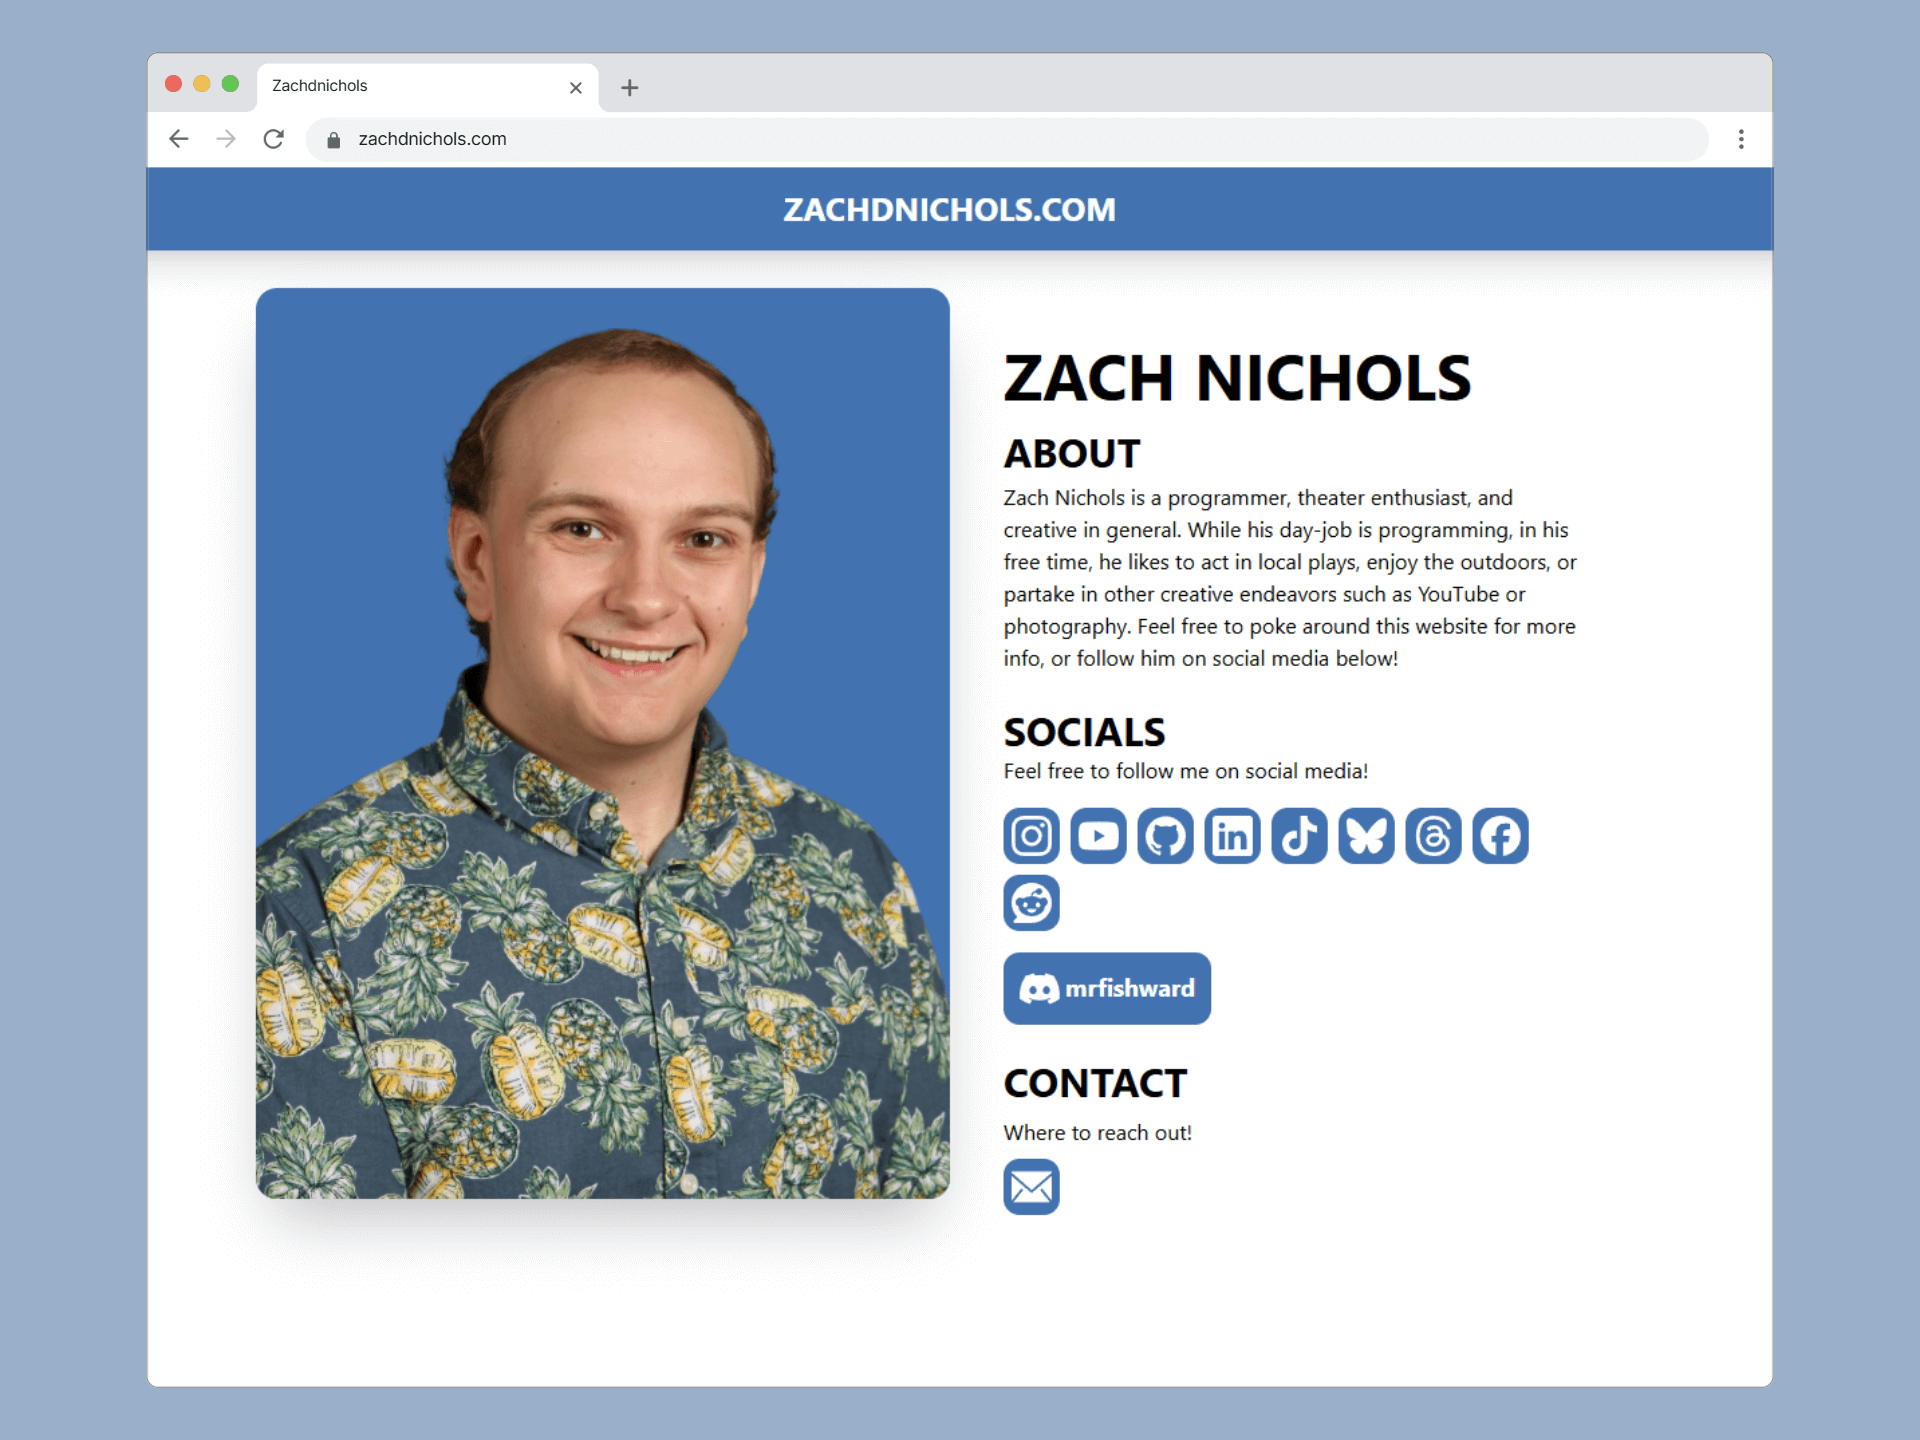 Zachdnichols
zachdnichols.com
ZACHDNICHOLS.COM
ZACH NICHOLS
ABOUT
Zach Nichols is a programmer, theater enthusiast, and
creative in general. While his day-job is programming, in his
free time, he likes to act in local plays, enjoy the outdoors, or
partake in other creative endeavors such as YouTube or
photography. Feel free to poke around this website for more
info, or follow him on social media below!
SOCIALS
Feel free to follow me on social media!
mrfishward
CONTACT
Where to reach out!